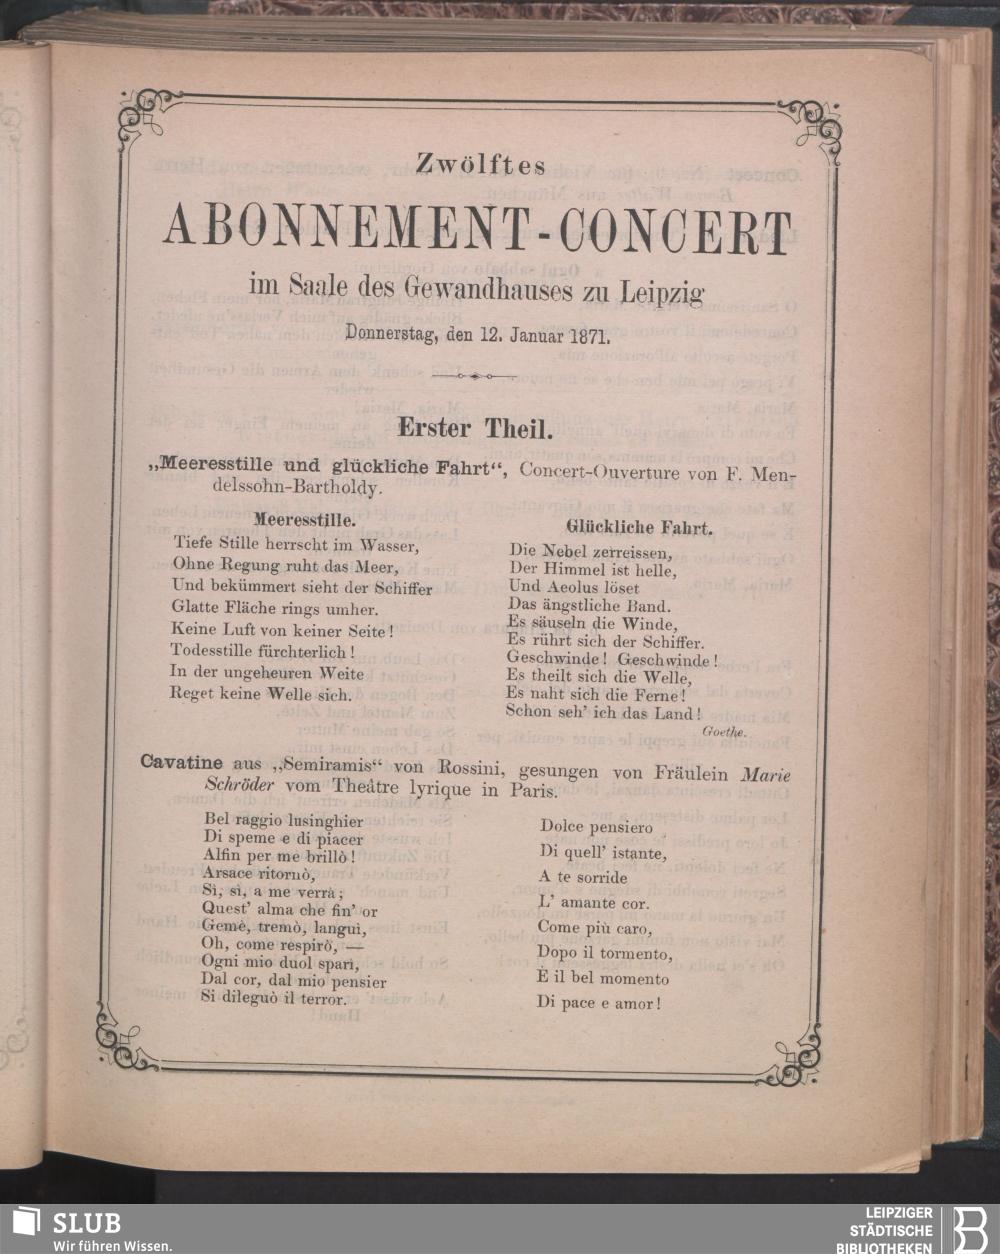 Zwölftes
ABONNEMENT-CONCERT
im Saale des Gewandhauses zu Leipzig
Donnerstag, den 12. Januar 1871.
Erster Theil.
„Meeresstille und glückliche Fahrt“, Concert-Ouverture von F. Men-
delssohn-Bartholdy.
Meeresstille.
Tiefe Stille herrscht im Wasser,
Ohne Regung ruht das Meer,
Und bekümmert sieht der Schiffer
Glatte Fläche rings umher.
Keine Luft von keiner Seite!
Todesstille fürchterlich!
In der ungeheuren Weite
Reget keine Welle sich.
Glückliche Fahrt.
Die Nebel zerreissen,
Der Himmel ist helle,
Und Aeolus löset
Das ängstliche Band.
Es säuseln die Winde,
Es rührt sich der Schiffer.
Geschwinde! Geschwinde!
Es theilt sich die Welle,
Es naht sich die Ferne!
Schon seh’ ich das Land!
Goethe.
Cavatine aus „Semiramis“ von Rossini, gesungen von Fräulein Marie
Schröder vom Theâtre lyrique in Paris.
Bel raggio lusinghier
Di speme e di piacer
Alfin per me brillò!
Arsace ritornò,
Sì, sì, a me verrà;
Quest’ alma che fin’ or
Gemè, tremò, languì,
Oh, come respirò, —
Ogni mio duol sparì,
Dal cor, dal mio pensier
Si dileguò il terror.
Dolce pensiero
Di quell’ istante,
A te sorride
L’ amante cor.
Come più caro,
Dopo il tormento,
È il bel momento
Di pace e amor!
SLUB
Wir führen Wissen.
LEIPZIGER
STÄDTISCHE
BIBLIOTHEKEN